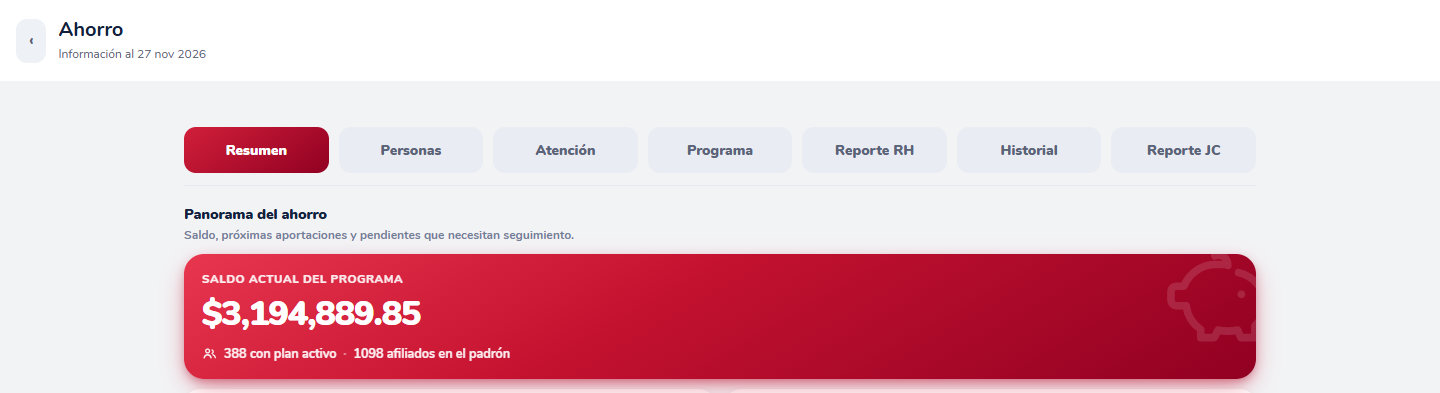 Ahorro
Información al 27 nov 2026
Resumen
Personas
Atención
Programa
Reporte RH
Historial
Reporte JC
Panorama del ahorro
Saldo, próximas aportaciones y pendientes que necesitan seguimiento.
SALDO ACTUAL DEL PROGRAMA
$3,194,889.85
388 con plan activo · 1098 afiliados en el padrón